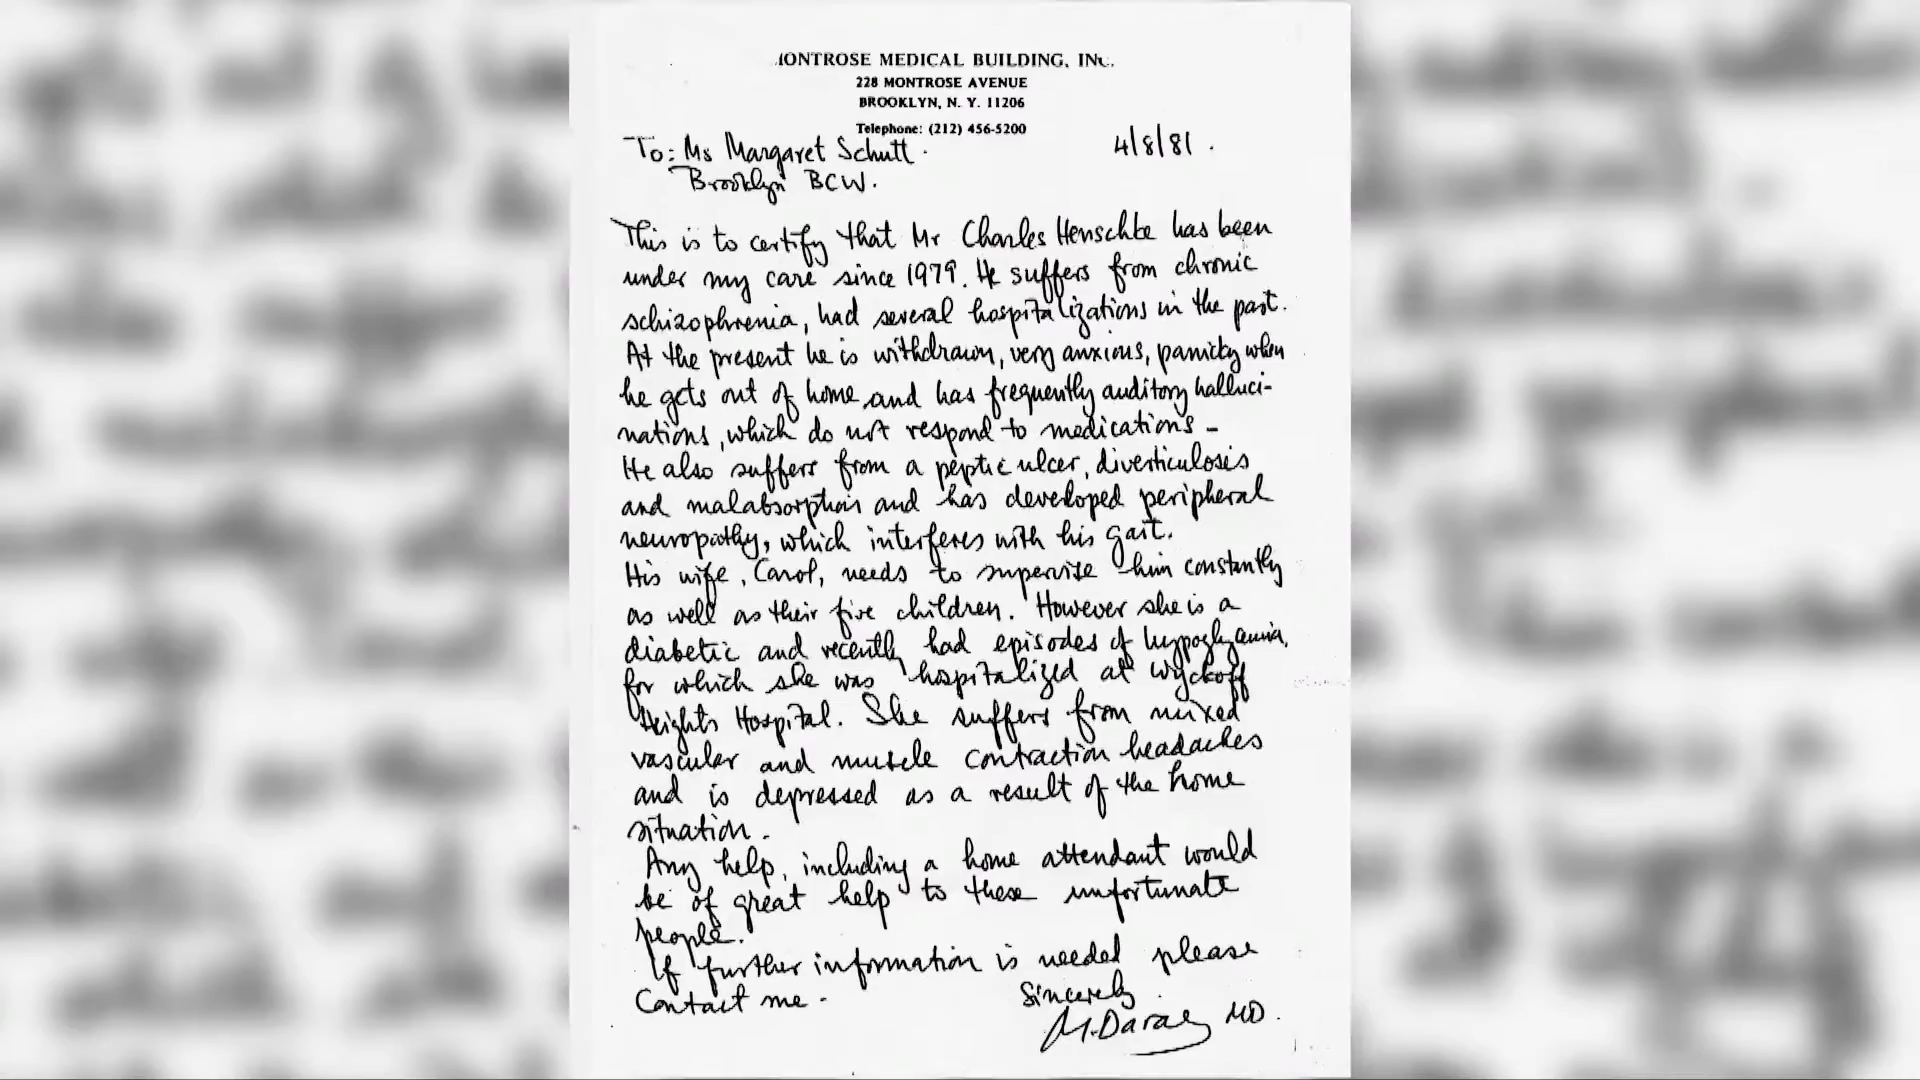 MONTROSE MEDICAL BUILDING, INC.
228 MONTROSE AVENUE
BROOKLYN, N. Y. 11206
Telephone: (212) 456-5200
To: Ms Margaret Schutt. 4/8/81.
Brooklyn BCW.
This is to certify that Mr Charles Henschke has been
under my care since 1979. He suffers from chronic
schizophrenia, had several hospitalizations in the past.
At the present he is withdrawn, very anxious, panicky when
he gets out of home and has frequently auditory halluci-
nations, which do not respond to medications -
He also suffers from a peptic ulcer, diverticulosis
and malabsorption and has developed peripheral
neuropathy, which interferes with his gait.
His wife, Carol, needs to supervise him constantly
as well as their five children. However she is a
diabetic and recently had episodes of hypoglycemia,
for which she was hospitalized at Wyckoff
Heights Hospital. She suffers from mixed
vascular and muscle contraction headaches
and is depressed as a result of the home
situation.
Any help, including a home attendant would
be of great help to these unfortunate
people.
If further information is needed please
Contact me -
Sincerely
M. MD.